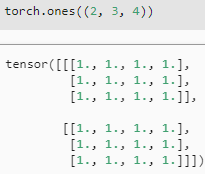 torch.ones((2, 3, 4))
tensor([[[1., 1., 1., 1.],
[1., 1., 1., 1.],
[1., 1., 1., 1.]],
[[1., 1., 1., 1.],
[1., 1., 1., 1.],
[1., 1., 1., 1.]]])